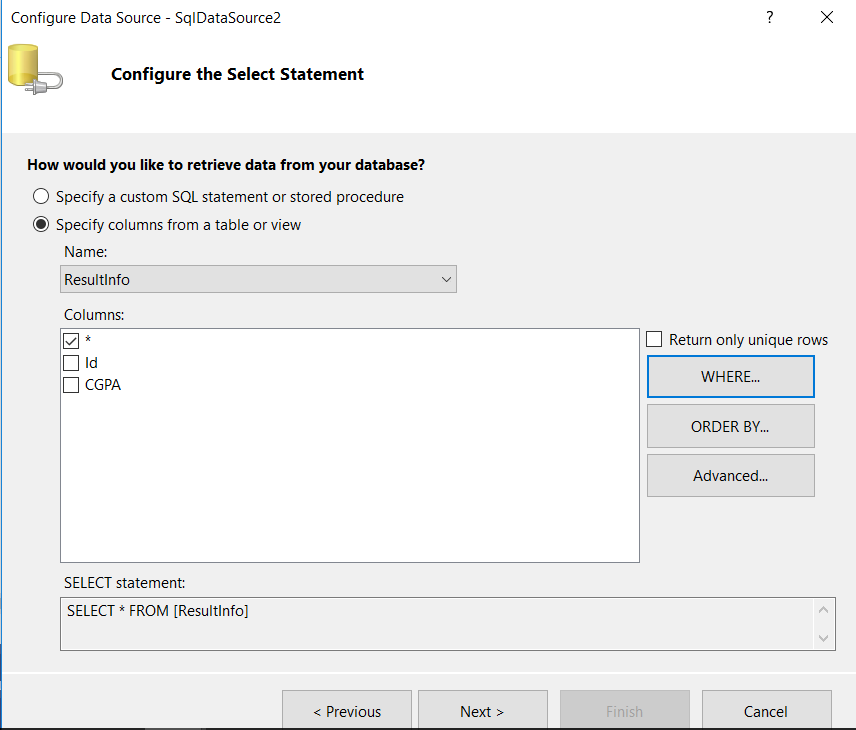 Configure Data Source - SqlDataSource2
?
Configure the Select Statement
How would you like to retrieve data from your database?
Specify a custom SQL statement or stored procedure
Specify columns from a table or view
Name:
ResultInfo
Columns:
*
Id
CGPA
Return only unique rows
WHERE...
ORDER BY...
Advanced...
SELECT statement:
SELECT * FROM [ResultInfo]
< Previous
Next >
Finish
Cancel